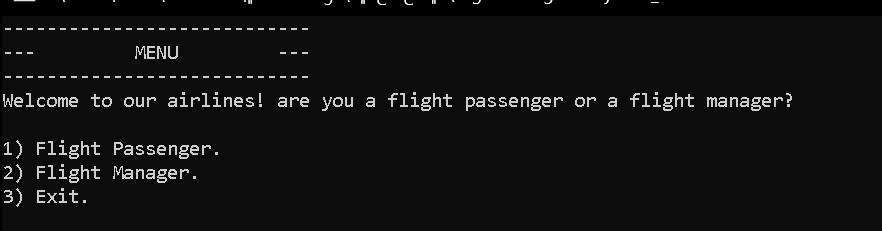 ----------------------------
---         MENU         ---
----------------------------
Welcome to our airlines! are you a flight passenger or a flight manager?
1) Flight Passenger.
2) Flight Manager.
3) Exit.